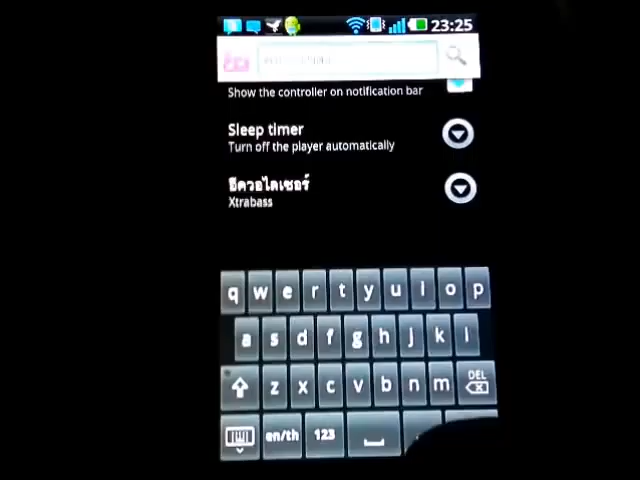 23:25
Show the controller on notification bar
Sleep timer
Turn off the player automatically
อีควอไลเซอร์
Xtrabass
q w e r t y u i o p
a s d f g h j k l
z x c v b n m DEL
en/th 123